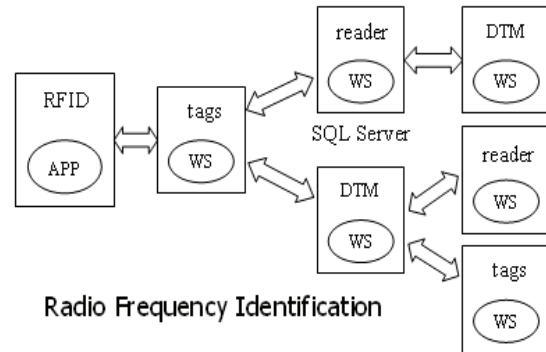 reader
WS
DTM
WS
RFID
APP
tags
WS
SQL Server
DTM
WS
reader
WS
tags
WS
Radio Frequency Identification